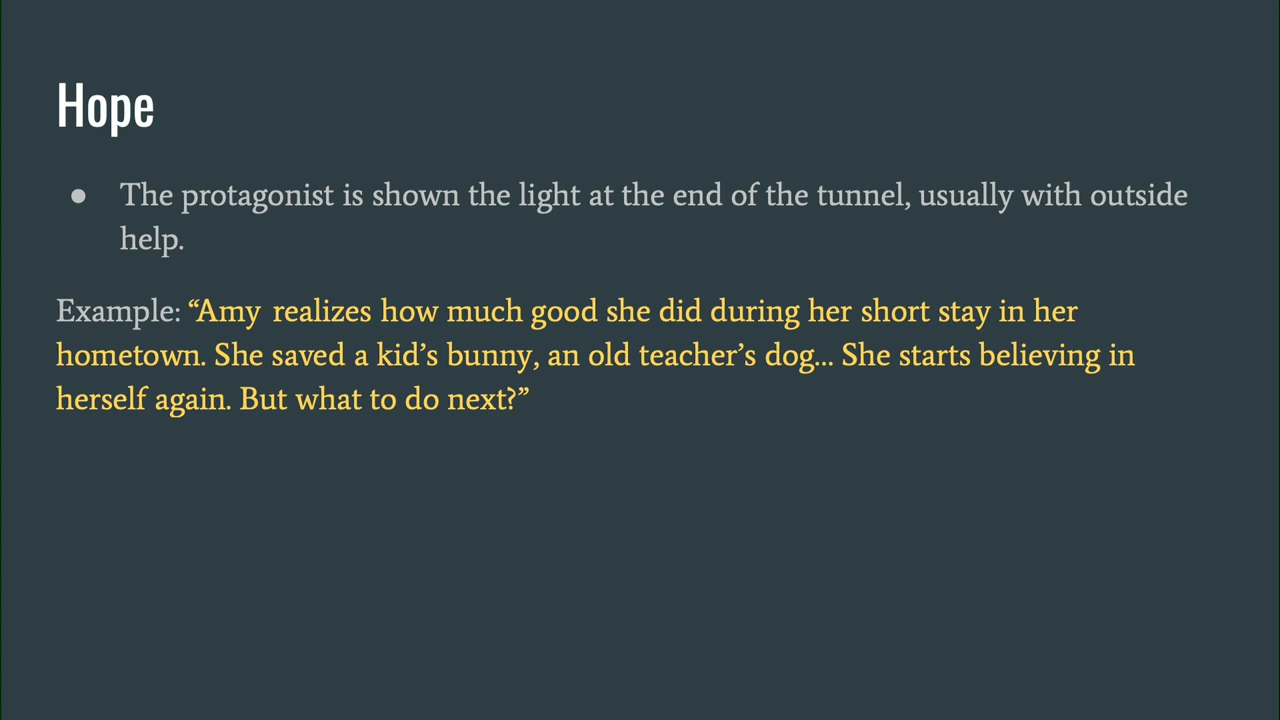 Hope
● The protagonist is shown the light at the end of the tunnel, usually with outside
help.
Example: “Amy realizes how much good she did during her short stay in her
hometown. She saved a kid’s bunny, an old teacher’s dog... She starts believing in
herself again. But what to do next?”